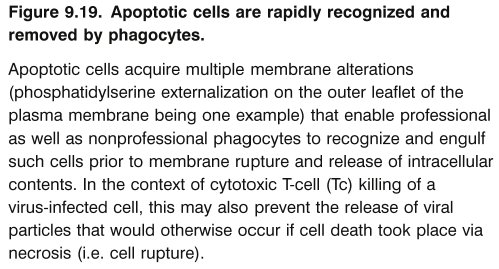 Figure 9.19. Apoptotic cells are rapidly recognized and
removed by phagocytes.
Apoptotic cells acquire multiple membrane alterations
(phosphatidylserine externalization on the outer leaflet of the
plasma membrane being one example) that enable professional
as well as nonprofessional phagocytes to recognize and engulf
such cells prior to membrane rupture and release of intracellular
contents. In the context of cytotoxic T-cell (Tc) killing of a
virus-infected cell, this may also prevent the release of viral
particles that would otherwise occur if cell death took place via
necrosis (i.e. cell rupture).